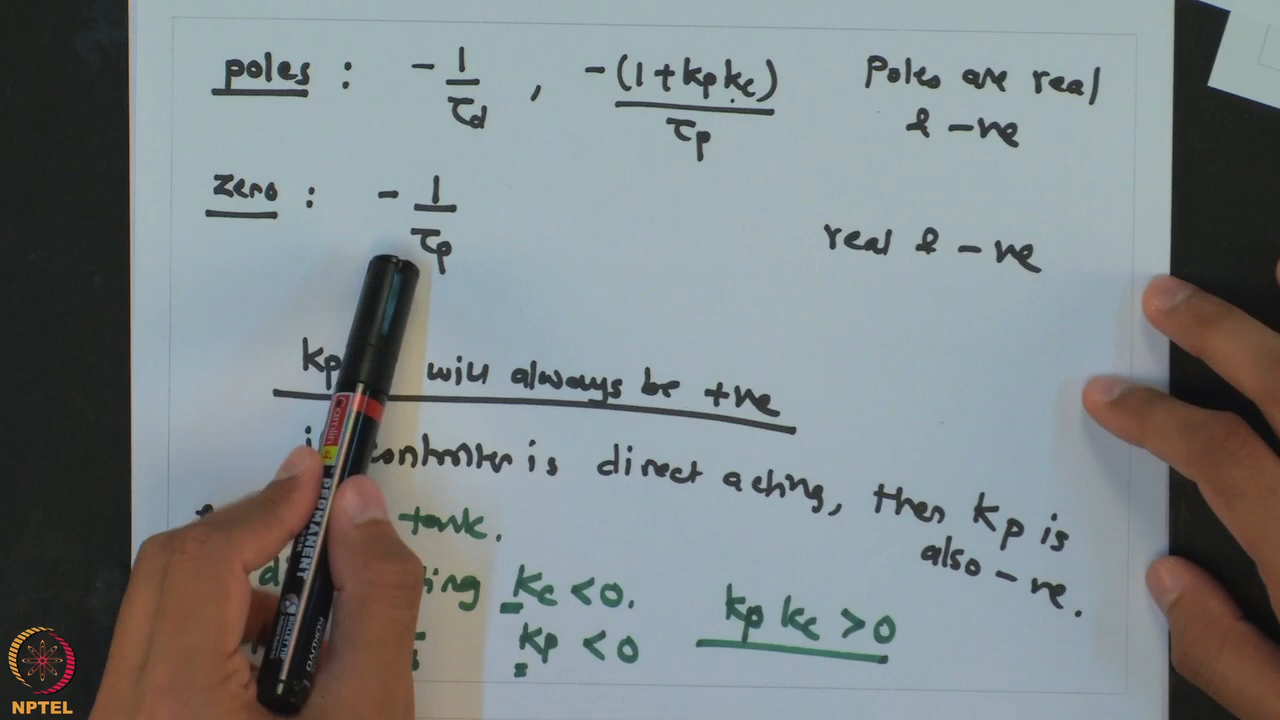 poles : - 1/τd , -(1+kpkc)/τp Poles are real
& -ve
zero : - 1/τp real & -ve
kp will always be +ve
controller is direct acting, then kp is
also -ve.
tank.
kc < 0.
kp < 0 kp kc > 0
Camlin
PERMANENT
NPTEL